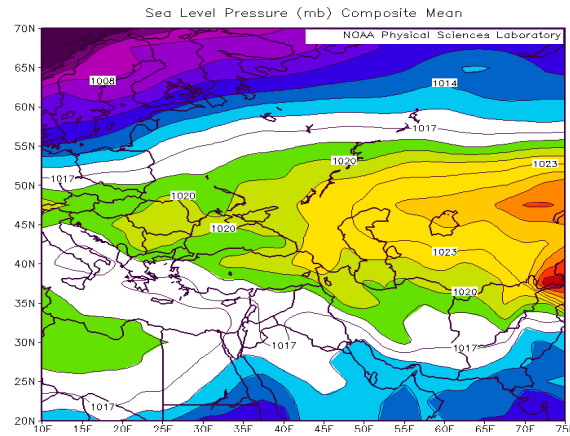 Sea Level Pressure (mb) Composite Mean
NOAA Physical Sciences Laboratory
70N
65N
60N
55N
50N
45N
40N
35N
30N
25N
20N
1008
1014
1017
1020
1023
1017
1020
1020
1023
1020
1017
1017
1017
10E 15E 20E 25E 30E 35E 40E 45E 50E 55E 60E 65E 70E 75E